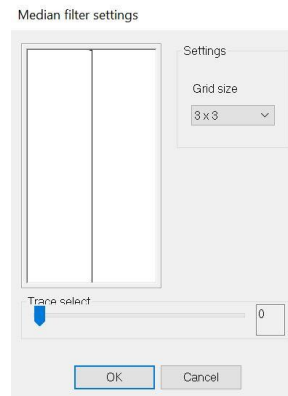 Median filter settings
Settings
Grid size
3 x 3
Trace select
0
OK
Cancel